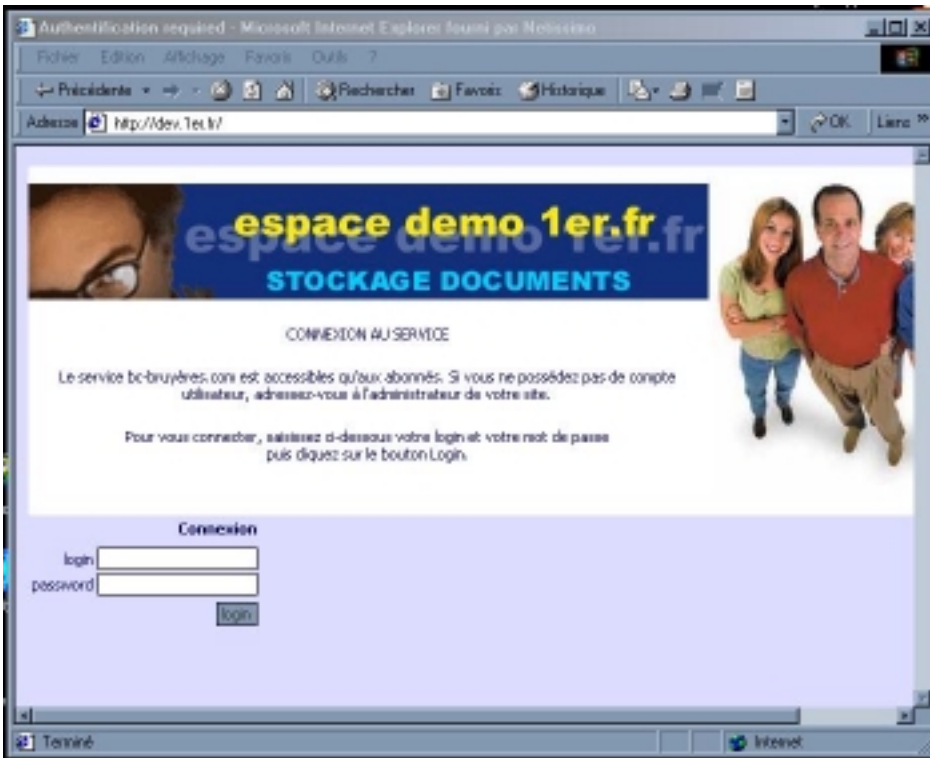 Authentification required - Microsoft Internet Explorer fourni par Netissimo
Fichier Edition Affichage Favoris Outils ?
Précédente Rechercher Favoris Historique
Adresse http://dev.1er.fr/ OK Liens »
espace demo 1er.fr
espace demo 1er.fr
STOCKAGE DOCUMENTS
CONNEXION AU SERVICE
Le service bc-bruyères.com est accessibles qu'aux abonnés. Si vous ne possédez pas de compte
utilisateur, adressez-vous à l'administrateur de votre site.
Pour vous connecter, saisissez ci-dessous votre login et votre mot de passe
puis cliquez sur le bouton Login.
Connexion
login
password
login
Terminé Internet